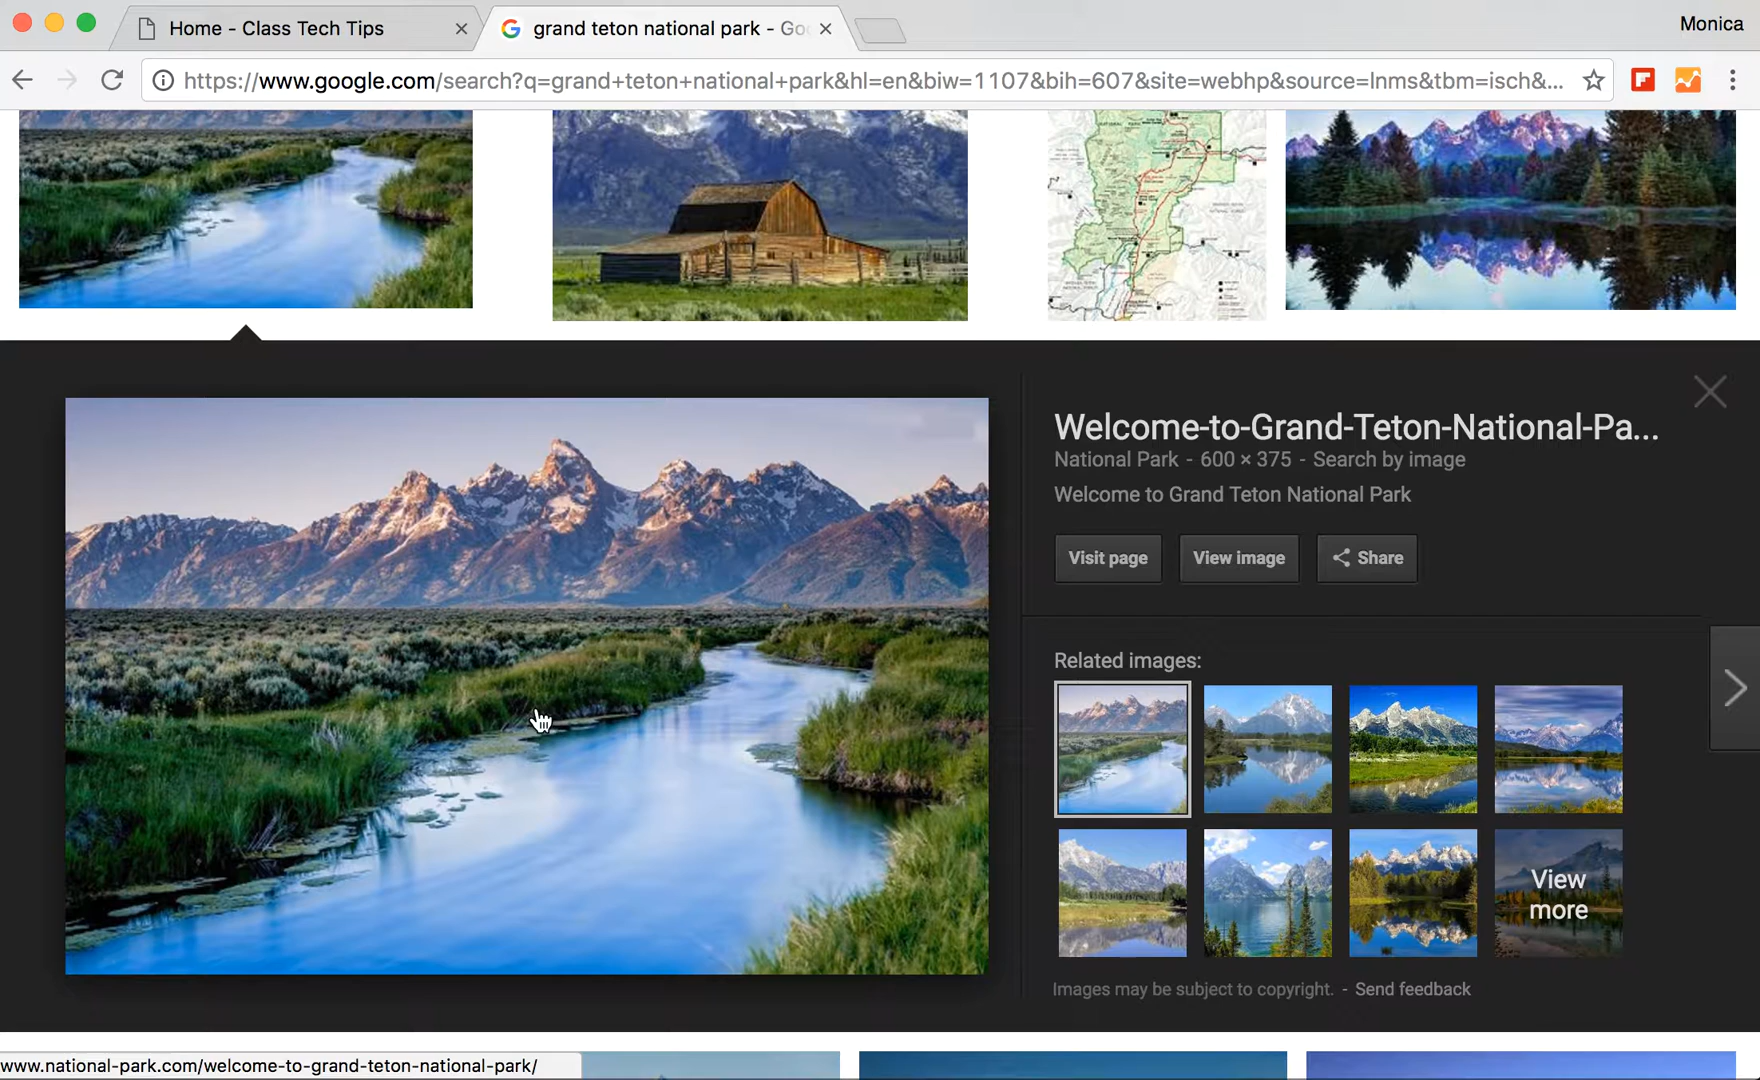 Home - Class Tech Tips
grand teton national park - Goo
Monica
https://www.google.com/search?q=grand+teton+national+park&hl=en&biw=1107&bih=607&site=webhp&source=lnms&tbm=isch&...
Welcome-to-Grand-Teton-National-Pa...
National Park - 600 × 375 - Search by image
Welcome to Grand Teton National Park
Visit page
View image
Share
Related images:
View
more
Images may be subject to copyright. - Send feedback
www.national-park.com/welcome-to-grand-teton-national-park/